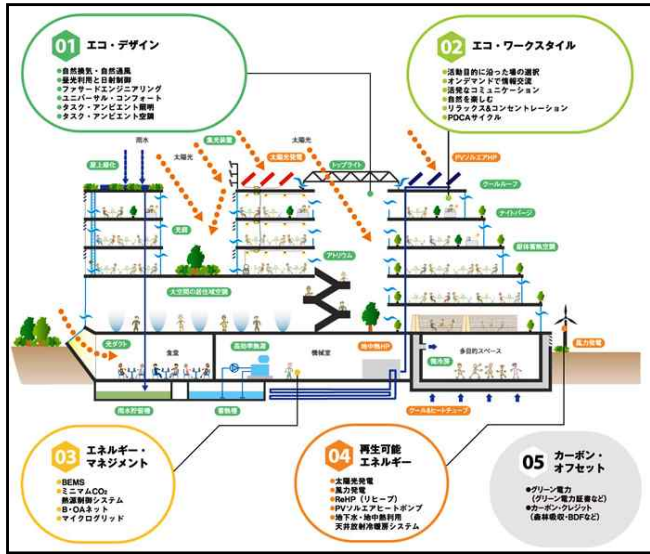 01 エコ・デザイン
●自然換気・自然通風
●昼光利用と日射制御
●ファサードエンジニアリング
●ユニバーサル・コンフォート
●タスク・アンビエント照明
●タスク・アンビエント空調
02 エコ・ワークスタイル
●活動目的に沿った場の選択
●オンデマンドで情報交流
●活発なコミュニケーション
●自然を楽しむ
●リラックス&コンセントレーション
●PDCAサイクル
雨水
太陽光
集光装置
太陽光発電
太陽光
トップライト
PVソルエアHP
屋上緑化
クールルーフ
ナイトパージ
光庭
躯体蓄熱空調
アトリウム
大空間の居住域空調
光ダクト
食堂
高効率熱源
機械室
地中熱HP
多目的スペース
風力発電
雨水貯留槽
蓄熱槽
クール&ヒートチューブ
03 エネルギー・
マネジメント
●BEMS
●ミニマムCO₂
熱源制御システム
●B・OAネット
●マイクログリッド
04 再生可能
エネルギー
●太陽光発電
●風力発電
●ReHP（リヒープ）
●PVソルエアヒートポンプ
●地下水・地中熱利用
天井放射冷暖房システム
05 カーボン・
オフセット
●グリーン電力
（グリーン電力証書など）
●カーボン・クレジット
（森林吸収・BDFなど）